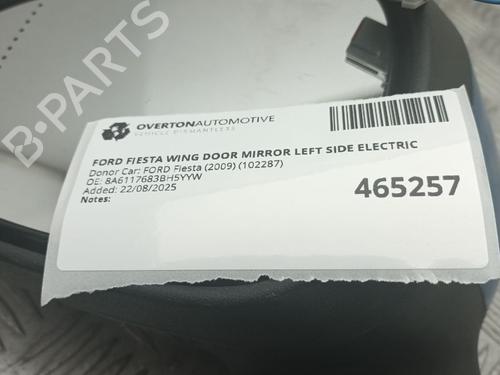 B-PARTS
OVERTONAUTOMOTIVE
VEHICLE DISMANTLERS
FORD FIESTA WING DOOR MIRROR LEFT SIDE ELECTRIC
Donor Car: FORD Fiesta (2009) (102287)
OE: 8A6117683BH5YYW
Added: 22/08/2025
Notes:
465257